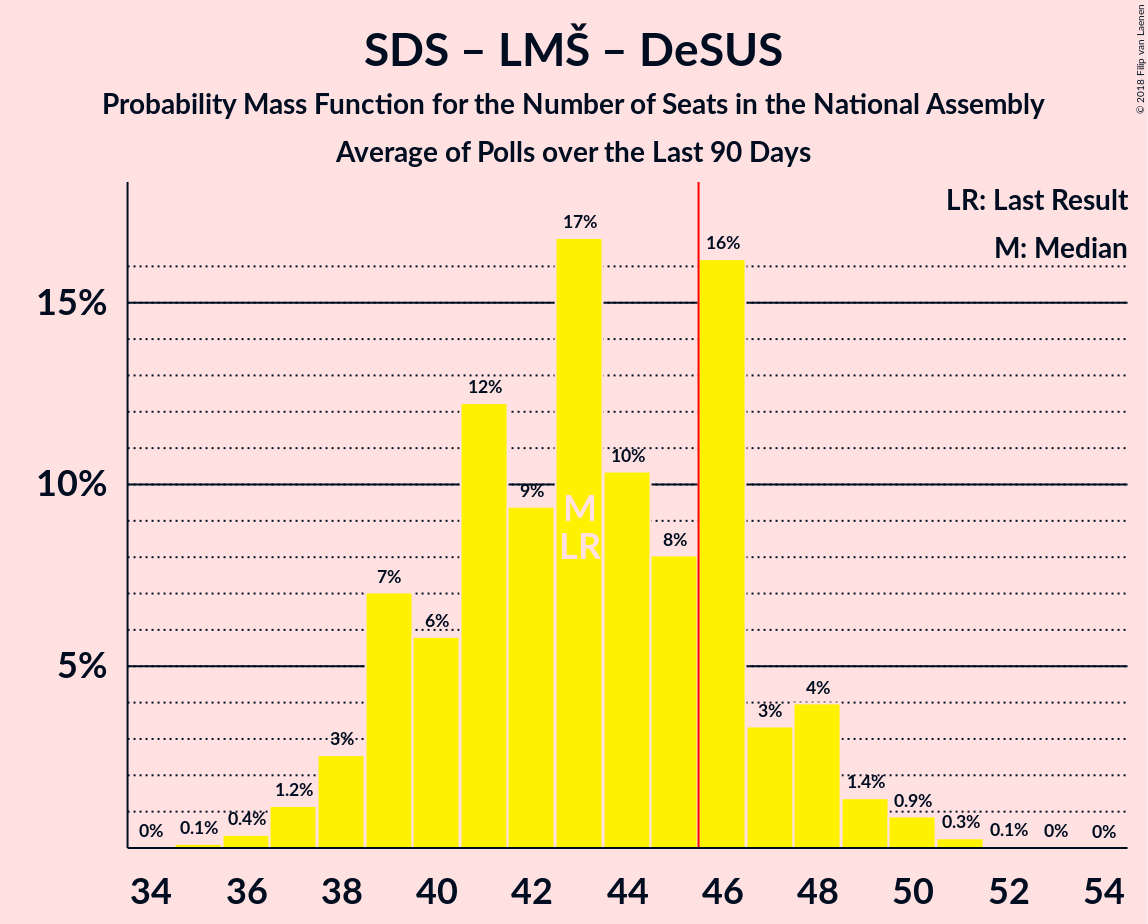 SDS – LMŠ – DeSUS
Probability Mass Function for the Number of Seats in the National Assembly
Average of Polls over the Last 90 Days
© 2018 Filip van Laenen
LR: Last Result
M: Median
15%
10%
5%
0%
0.1%
0.4%
1.2%
3%
7%
6%
12%
9%
17%
10%
8%
16%
3%
4%
1.4%
0.9%
0.3%
0.1%
0%
0%
M
LR
34 36 38 40 42 44 46 48 50 52 54